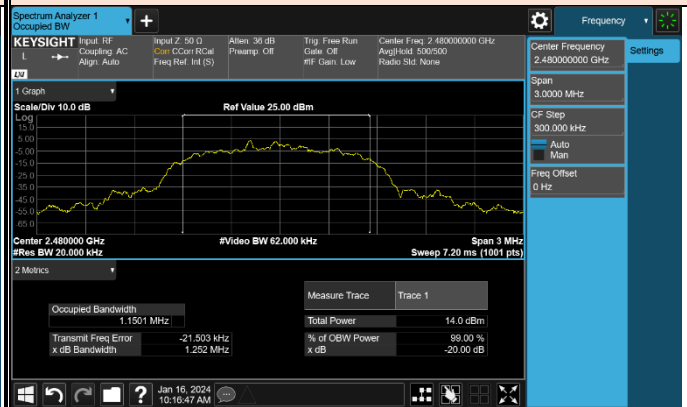 Spectrum Analyzer 1
Occupied BW
Frequency
KEYSIGHT Input: RF Input Z: 50 Ω Atten: 36 dB Trig: Free Run Center Freq: 2.480000000 GHz
L Coupling: AC Corr CCorr RCal Preamp: Off Gate: Off Avg|Hold: 500/500
Align: Auto Freq Ref: Int (S) #IF Gain: Low Radio Std: None
LXI
Center Frequency
2.480000000 GHz
Settings
Span
3.0000 MHz
CF Step
300.000 kHz
Auto
Man
Freq Offset
0 Hz
1 Graph
Scale/Div 10.0 dB Ref Value 25.00 dBm
Log
15.0
5.00
-5.00
-15.0
-25.0
-35.0
-45.0
-55.0
-65.0
Center 2.480000 GHz #Video BW 62.000 kHz Span 3 MHz
#Res BW 20.000 kHz Sweep 7.20 ms (1001 pts)
2 Metrics
Measure Trace Trace 1
Occupied Bandwidth
1.1501 MHz
Total Power 14.0 dBm
Transmit Freq Error -21.503 kHz % of OBW Power 99.00 %
x dB Bandwidth 1.252 MHz x dB -20.00 dB
? Jan 16, 2024
10:16:47 AM